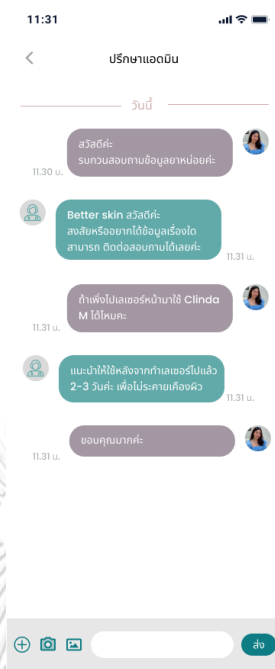 11:31
ปรึกษาแอดมิน
วันนี้
สวัสดีค่ะ
รบกวนสอบถามข้อมูลยาหน่อยค่ะ
11.30 น.
Better skin สวัสดีค่ะ
สงสัยหรืออยากได้ข้อมูลเรื่องใด
สามารถ ติดต่อสอบถามได้เลยค่ะ
11.31 น.
ถ้าเพิ่งไปเลเซอร์หน้ามาใช้ Clinda
M ได้ไหมคะ
11.31 น.
แนะนำให้ใช้หลังจากทำเลเซอร์ไปแล้ว
2-3 วันค่ะ เพื่อไม่ระคายเคืองผิว
11.31 น.
ขอบคุณมากค่ะ
11.31 น.
ส่ง